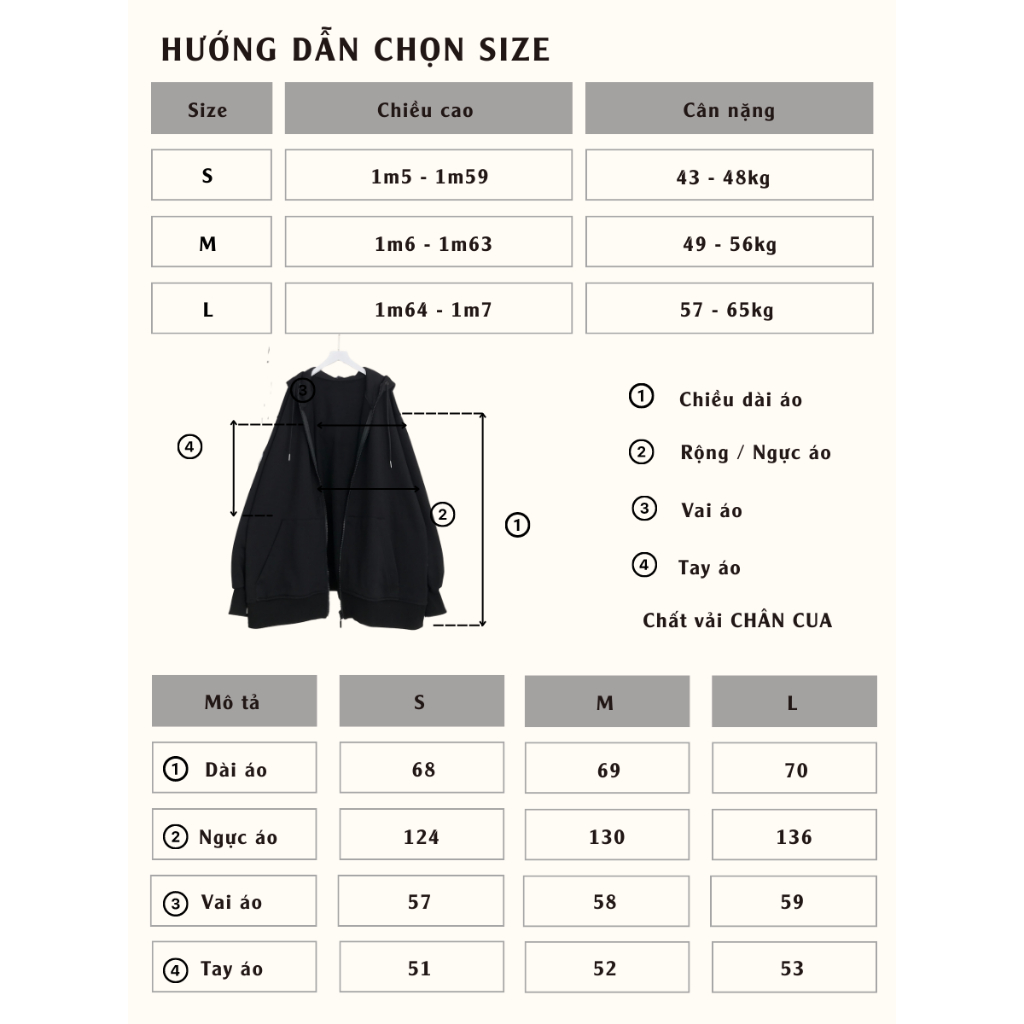 HƯỚNG DẪN CHỌN SIZE
Size Chiều cao Cân nặng
S 1m5 - 1m59 43 - 48kg
M 1m6 - 1m63 49 - 56kg
L 1m64 - 1m7 57 - 65kg
3
4
2
1
1 Chiều dài áo
2 Rộng / Ngực áo
3 Vai áo
4 Tay áo
Chất vải CHÂN CUA
Mô tả S M L
1 Dài áo 68 69 70
2 Ngực áo 124 130 136
3 Vai áo 57 58 59
4 Tay áo 51 52 53